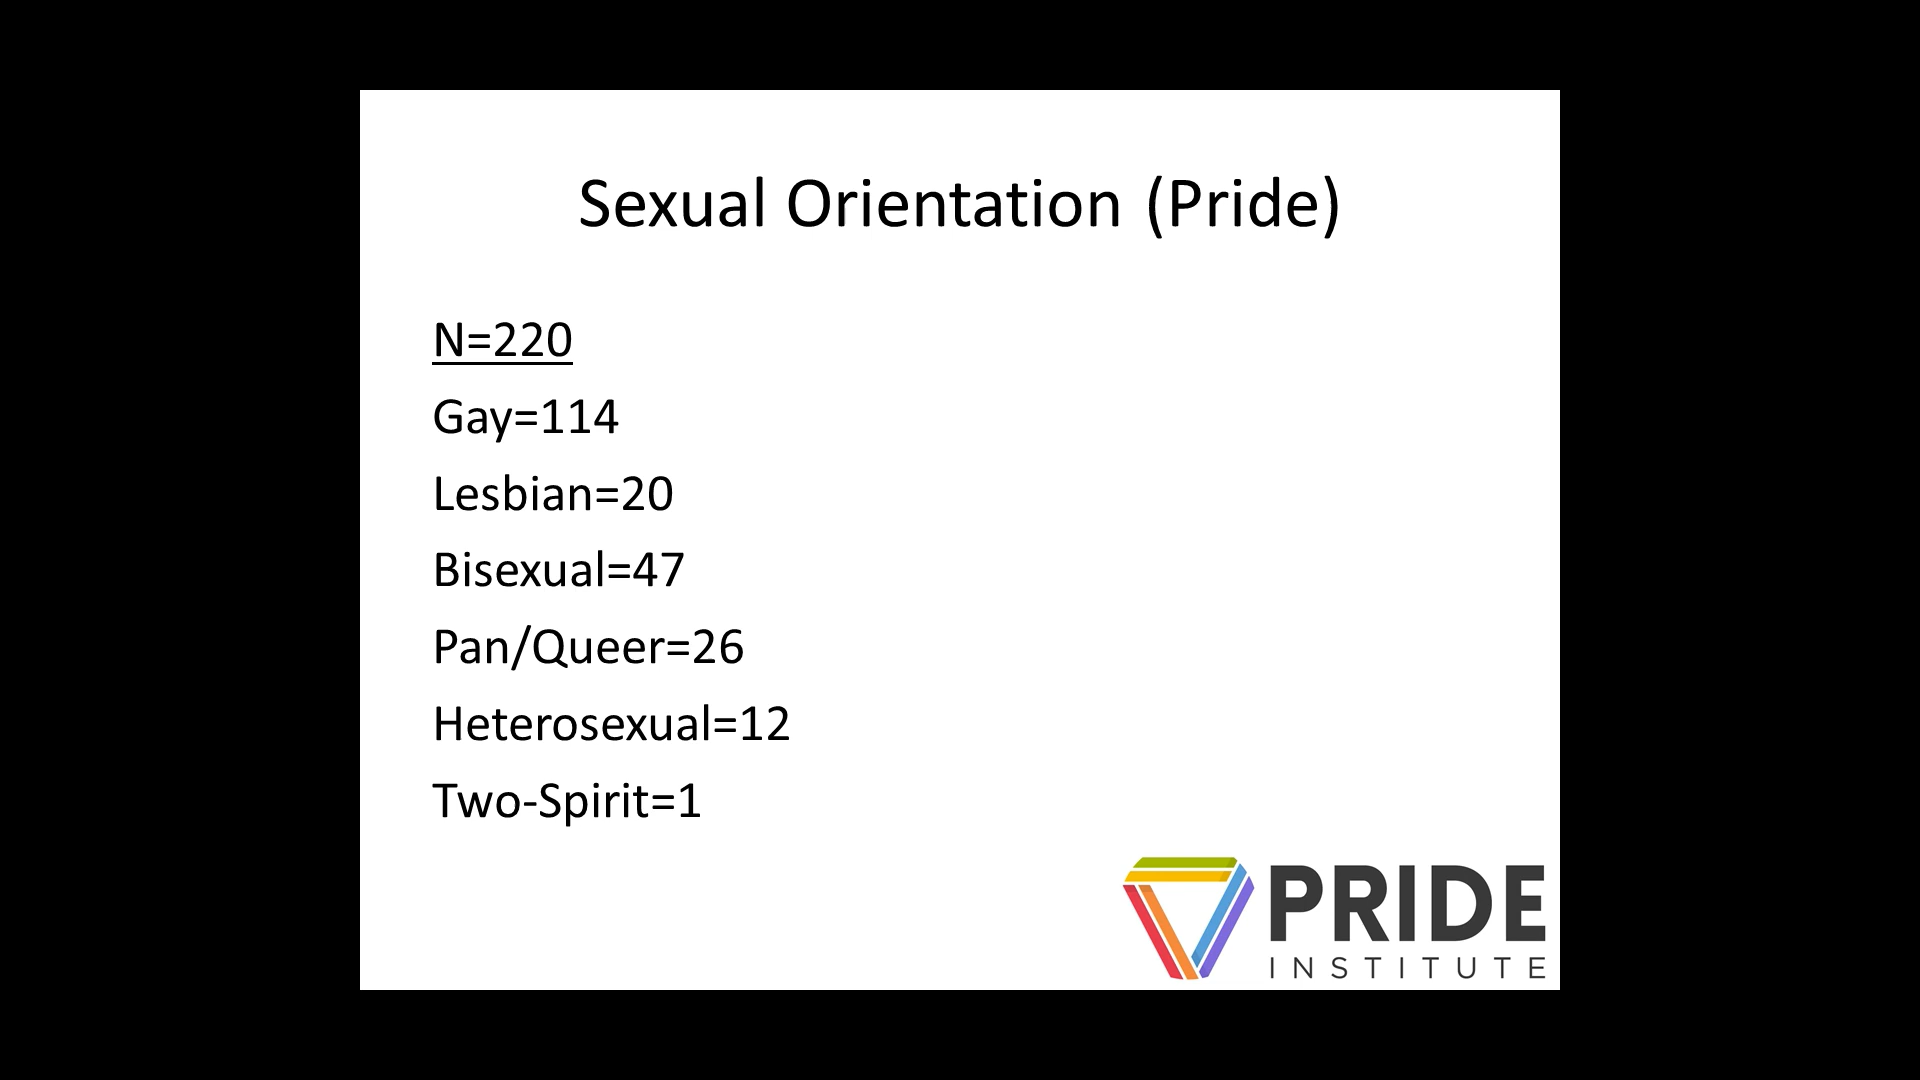 Sexual Orientation (Pride)
N=220
Gay=114
Lesbian=20
Bisexual=47
Pan/Queer=26
Heterosexual=12
Two-Spirit=1
PRIDE
INSTITUTE